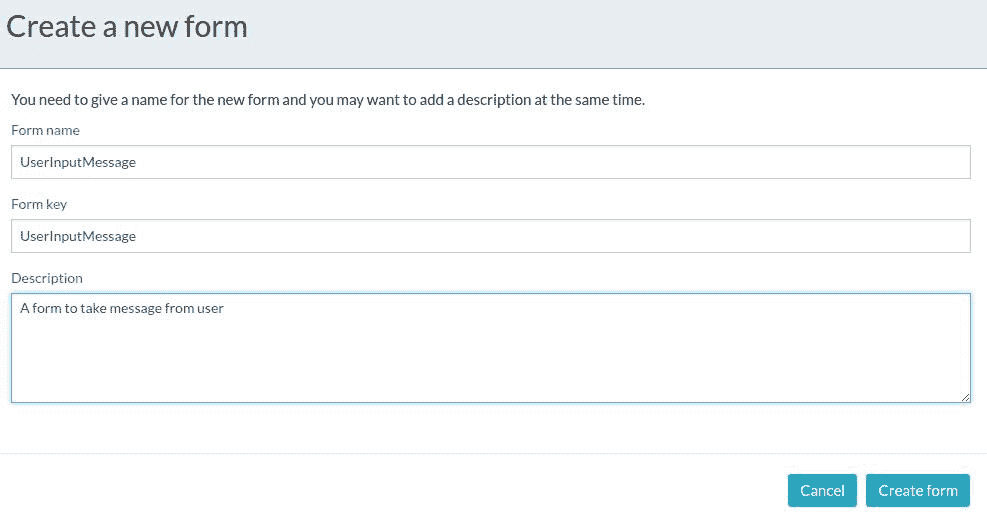 Create a new form
You need to give a name for the new form and you may want to add a description at the same time.
Form name
UserInputMessage
Form key
UserInputMessage
Description
A form to take message from user
Cancel
Create form